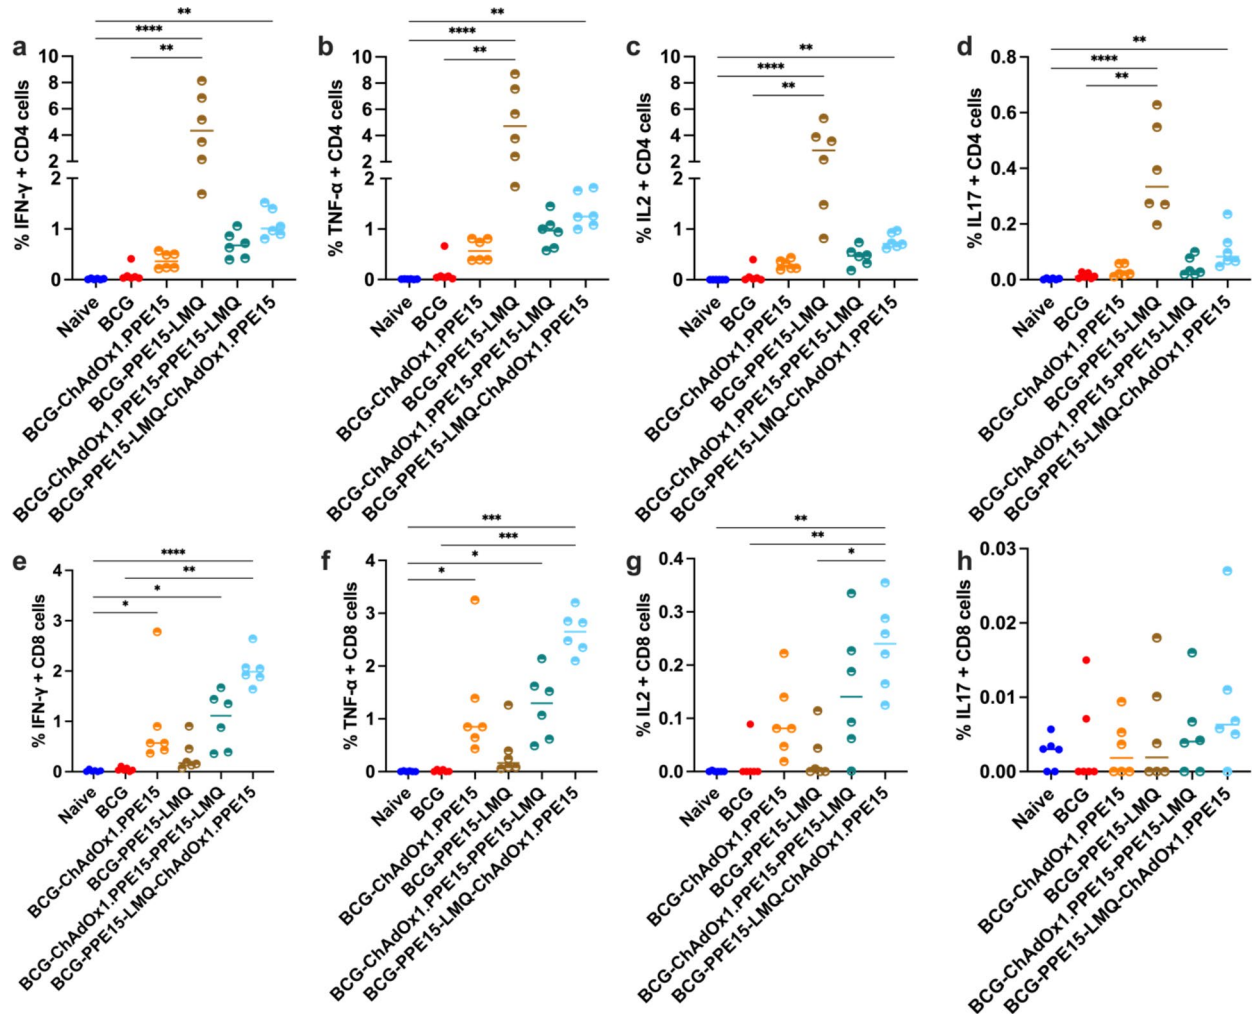 a
**
****
**
% IFN-γ + CD4 cells
10
8
6
4
2
2
1
0
Naive
BCG
BCG-ChAdOx1.PPE15
BCG-PPE15-LMQ
BCG-ChAdOx1.PPE15-PPE15-LMQ
BCG-PPE15-LMQ-ChAdOx1.PPE15
b
**
****
**
% TNF-α + CD4 cells
10
8
6
4
2
2
1
0
Naive
BCG
BCG-ChAdOx1.PPE15
BCG-PPE15-LMQ
BCG-ChAdOx1.PPE15-PPE15-LMQ
BCG-PPE15-LMQ-ChAdOx1.PPE15
c
**
****
**
% IL2 + CD4 cells
10
8
6
4
2
2
1
0
Naive
BCG
BCG-ChAdOx1.PPE15
BCG-PPE15-LMQ
BCG-ChAdOx1.PPE15-PPE15-LMQ
BCG-PPE15-LMQ-ChAdOx1.PPE15
d
**
****
**
% IL17 + CD4 cells
0.8
0.6
0.4
0.2
0.0
Naive
BCG
BCG-ChAdOx1.PPE15
BCG-PPE15-LMQ
BCG-ChAdOx1.PPE15-PPE15-LMQ
BCG-PPE15-LMQ-ChAdOx1.PPE15
e
****
**
*
*
% IFN-γ + CD8 cells
4
3
2
1
0
Naive
BCG
BCG-ChAdOx1.PPE15
BCG-PPE15-LMQ
BCG-ChAdOx1.PPE15-PPE15-LMQ
BCG-PPE15-LMQ-ChAdOx1.PPE15
f
***
***
*
*
% TNF-α + CD8 cells
4
3
2
1
0
Naive
BCG
BCG-ChAdOx1.PPE15
BCG-PPE15-LMQ
BCG-ChAdOx1.PPE15-PPE15-LMQ
BCG-PPE15-LMQ-ChAdOx1.PPE15
g
**
**
*
% IL2 + CD8 cells
0.4
0.3
0.2
0.1
0.0
Naive
BCG
BCG-ChAdOx1.PPE15
BCG-PPE15-LMQ
BCG-ChAdOx1.PPE15-PPE15-LMQ
BCG-PPE15-LMQ-ChAdOx1.PPE15
h
% IL17 + CD8 cells
0.03
0.02
0.01
0.00
Naive
BCG
BCG-ChAdOx1.PPE15
BCG-PPE15-LMQ
BCG-ChAdOx1.PPE15-PPE15-LMQ
BCG-PPE15-LMQ-ChAdOx1.PPE15